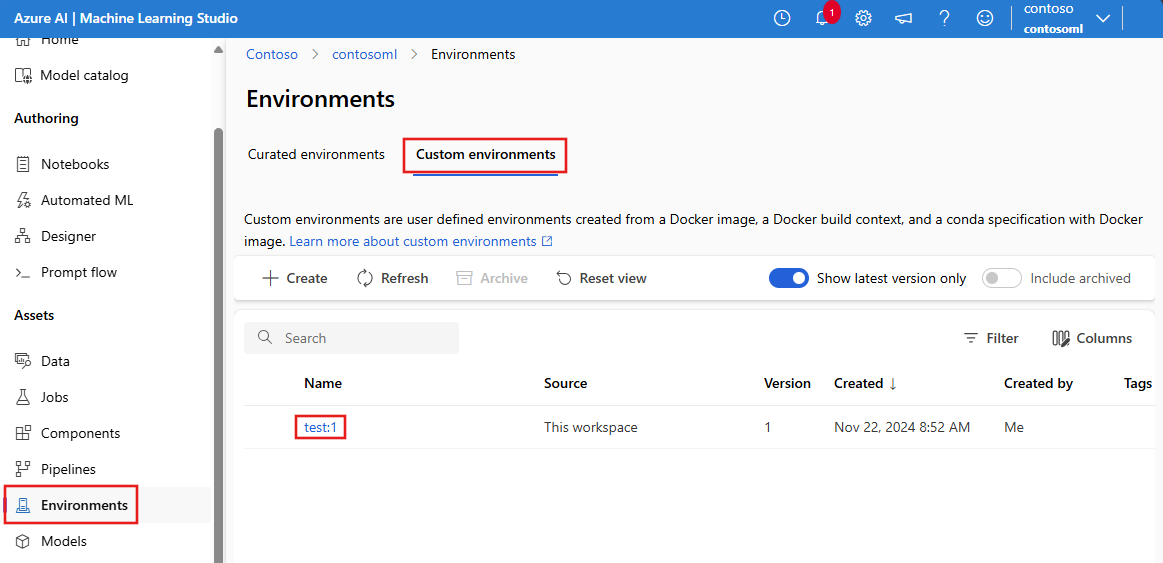 Azure AI | Machine Learning Studio
1
contoso
contosoml
Home
Model catalog
Authoring
Notebooks
Automated ML
Designer
Prompt flow
Assets
Data
Jobs
Components
Pipelines
Environments
Models
Contoso > contosoml > Environments
Environments
Curated environments Custom environments
Custom environments are user defined environments created from a Docker image, a Docker build context, and a conda specification with Docker
image. Learn more about custom environments
Create Refresh Archive Reset view Show latest version only Include archived
Search Filter Columns
Name Source Version Created ↓ Created by Tags
test:1 This workspace 1 Nov 22, 2024 8:52 AM Me